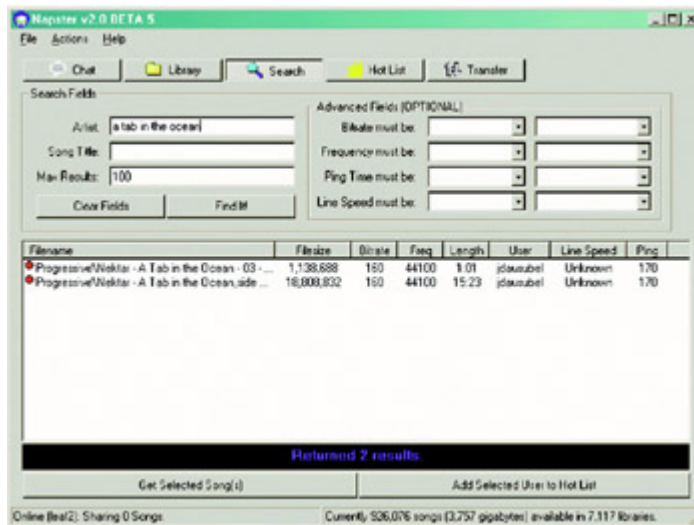 Napster v2.0 BETA 5
File Actions Help
Chat Library Search Hot List Transfer
Search Fields
Artist: a tab in the ocean
Song Title:
Max Results: 100
Clear Fields Find It!
Advanced Fields (OPTIONAL)
Bitrate must be:
Frequency must be:
Ping Time must be:
Line Speed must be:
Filename Filesize Bitrate Freq Length User Line Speed Ping
Progressive\Nektar - A Tab in the Ocean - 03 - ... 1,138,688 160 44100 1:01 jdausubel Unknown 170
Progressive\Nektar - A Tab in the Ocean,side ... 18,808,832 160 44100 15:23 jdausubel Unknown 170
Returned 2 results.
Get Selected Song(s) Add Selected User to Hot List
Online (leaf2): Sharing 0 Songs. Currently 936,076 songs (3,757 gigabytes) available in 7,117 libraries.